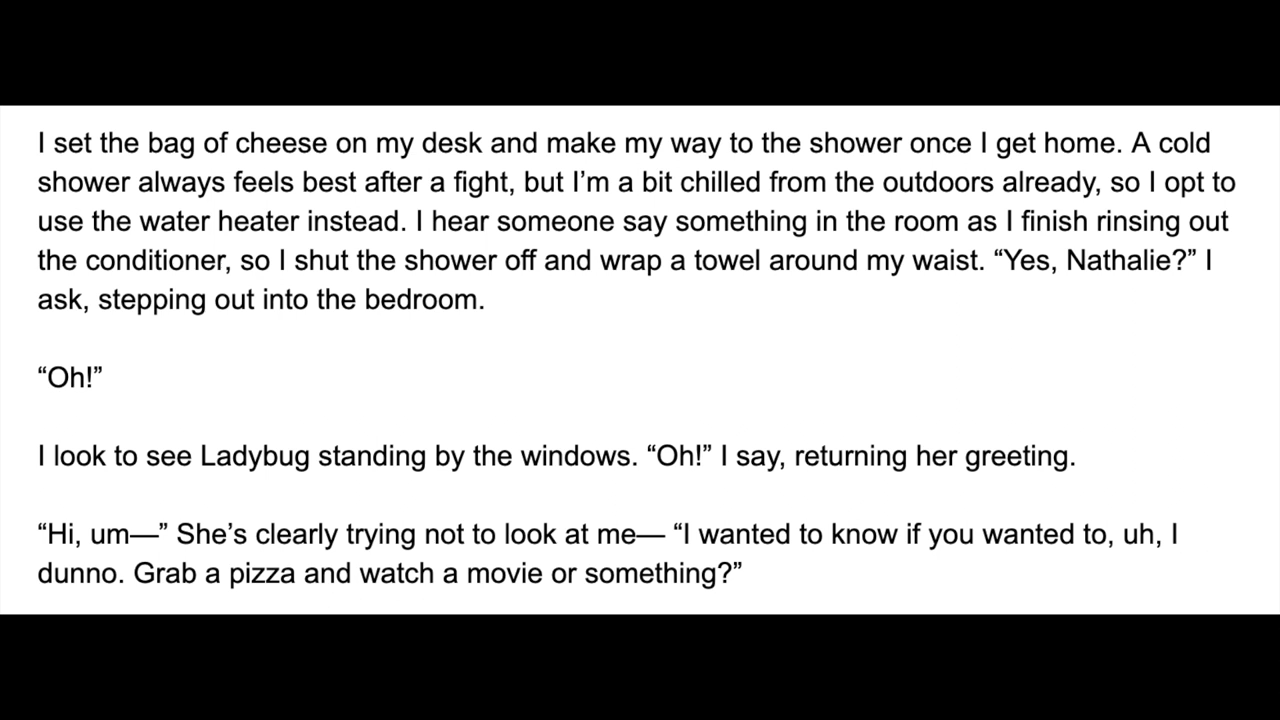 I set the bag of cheese on my desk and make my way to the shower once I get home. A cold
shower always feels best after a fight, but I’m a bit chilled from the outdoors already, so I opt to
use the water heater instead. I hear someone say something in the room as I finish rinsing out
the conditioner, so I shut the shower off and wrap a towel around my waist. “Yes, Nathalie?” I
ask, stepping out into the bedroom.
“Oh!”
I look to see Ladybug standing by the windows. “Oh!” I say, returning her greeting.
“Hi, um—” She’s clearly trying not to look at me— “I wanted to know if you wanted to, uh, I
dunno. Grab a pizza and watch a movie or something?”